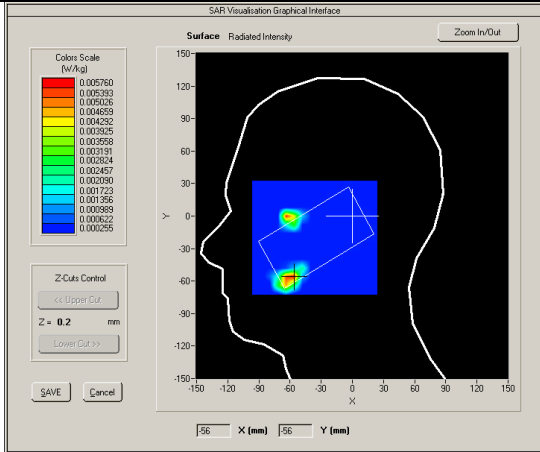 SAR Visualisation Graphical Interface
Surface Radiated Intensity
Zoom In/Out
Colors Scale
(W/kg)
0.005760
0.005393
0.005026
0.004659
0.004292
0.003925
0.003558
0.003191
0.002824
0.002457
0.002090
0.001723
0.001356
0.000989
0.000622
0.000255
Z-Cuts Control
<< Upper Cut
Z = 0.2 mm
Lower Cut >>
SAVE Cancel
150
120
90
60
30
0
-30
-60
-90
-120
-150
Y
-150 -120 -90 -60 -30 0 30 60 90 120 150
X
-56 X (mm) -56 Y (mm)